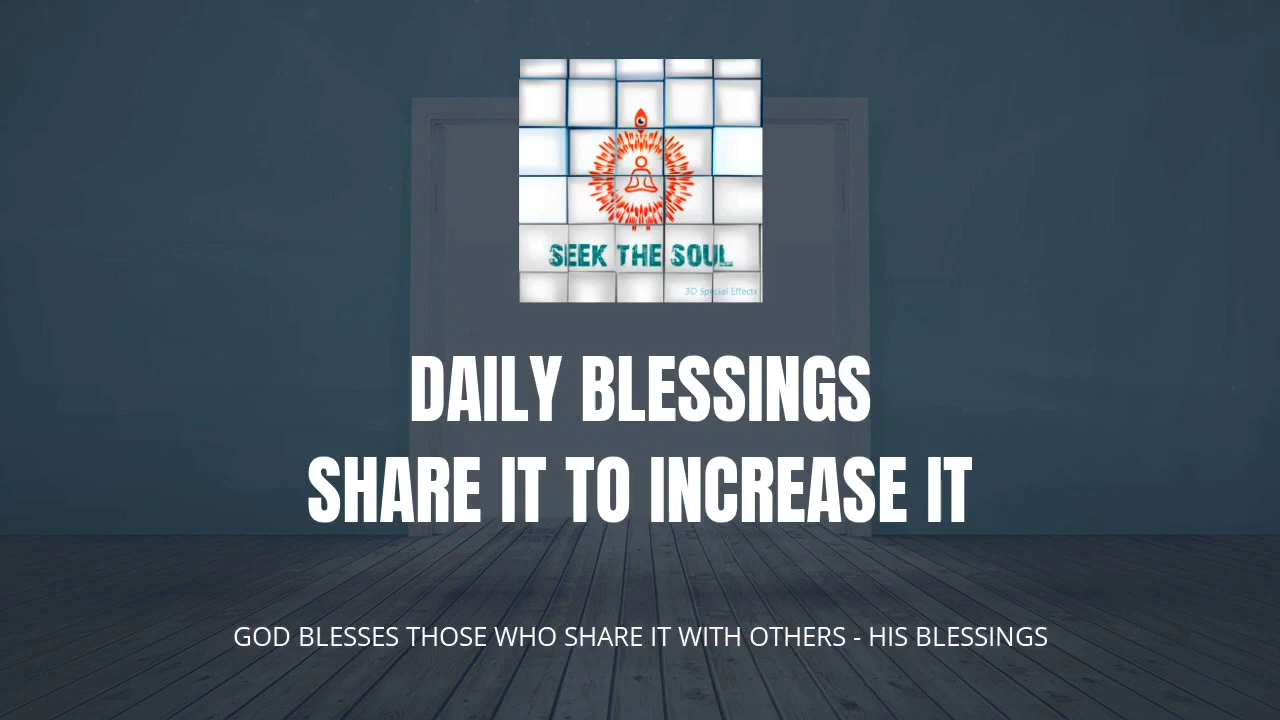 SEEK THE SOUL
3D Special Effects
DAILY BLESSINGS
SHARE IT TO INCREASE IT
GOD BLESSES THOSE WHO SHARE IT WITH OTHERS - HIS BLESSINGS